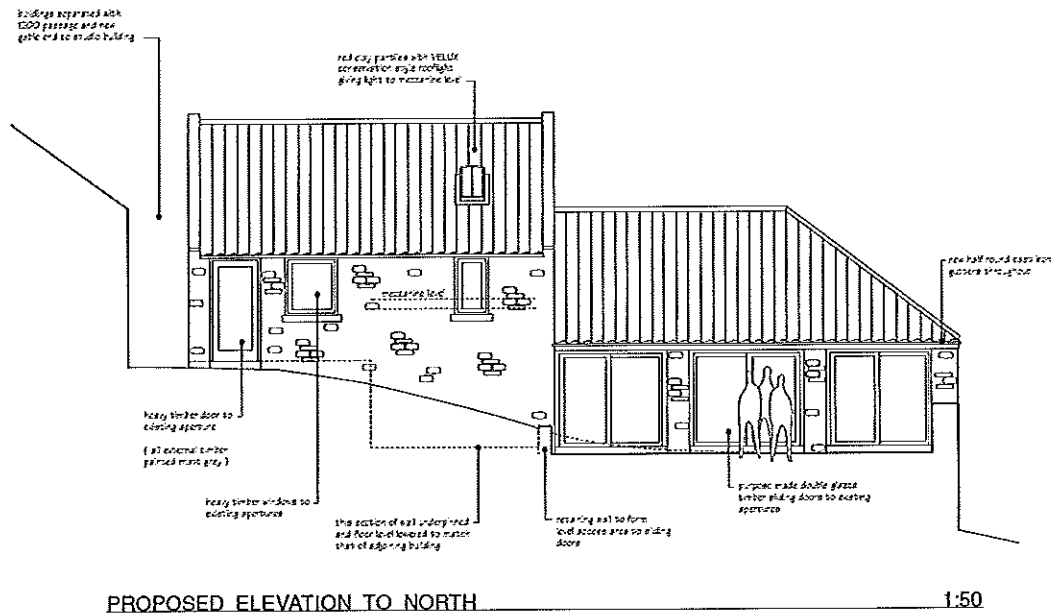 buildings separated with
1200 passage and new
gable end to studio building
red clay pantiles with VELUX
conservation style rooflight
giving light to mezzanine level
new half round cast iron
gutters throughout
mezzanine level
heavy timber door to
existing aperture
( all external timber
painted matt grey )
heavy timber windows to
existing apertures
this section of wall underpinned
and floor level lowered to match
that of adjoining building
retaining wall to form
level access area to sliding
doors
purpose made double glazed
timber sliding doors to existing
apertures
PROPOSED ELEVATION TO NORTH
1:50